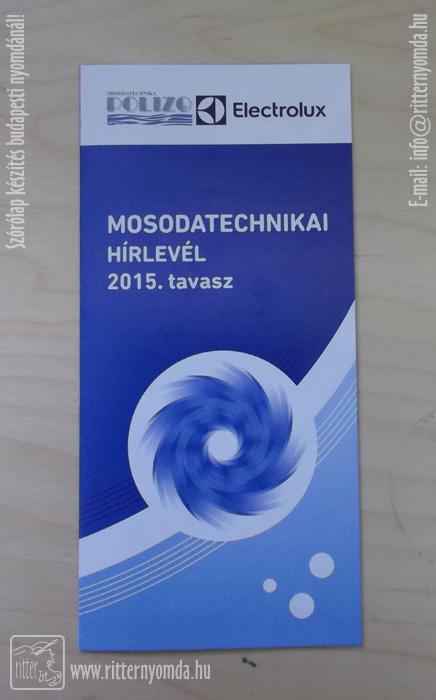 Szórólap készítés budapesti nyomdánál!
E-mail: info@ritternyomda.hu
MOSODATECHNIKA
POLIZO
Electrolux
MOSODATECHNIKAI
HÍRLEVÉL
2015. tavasz
ritter
www.ritternyomda.hu